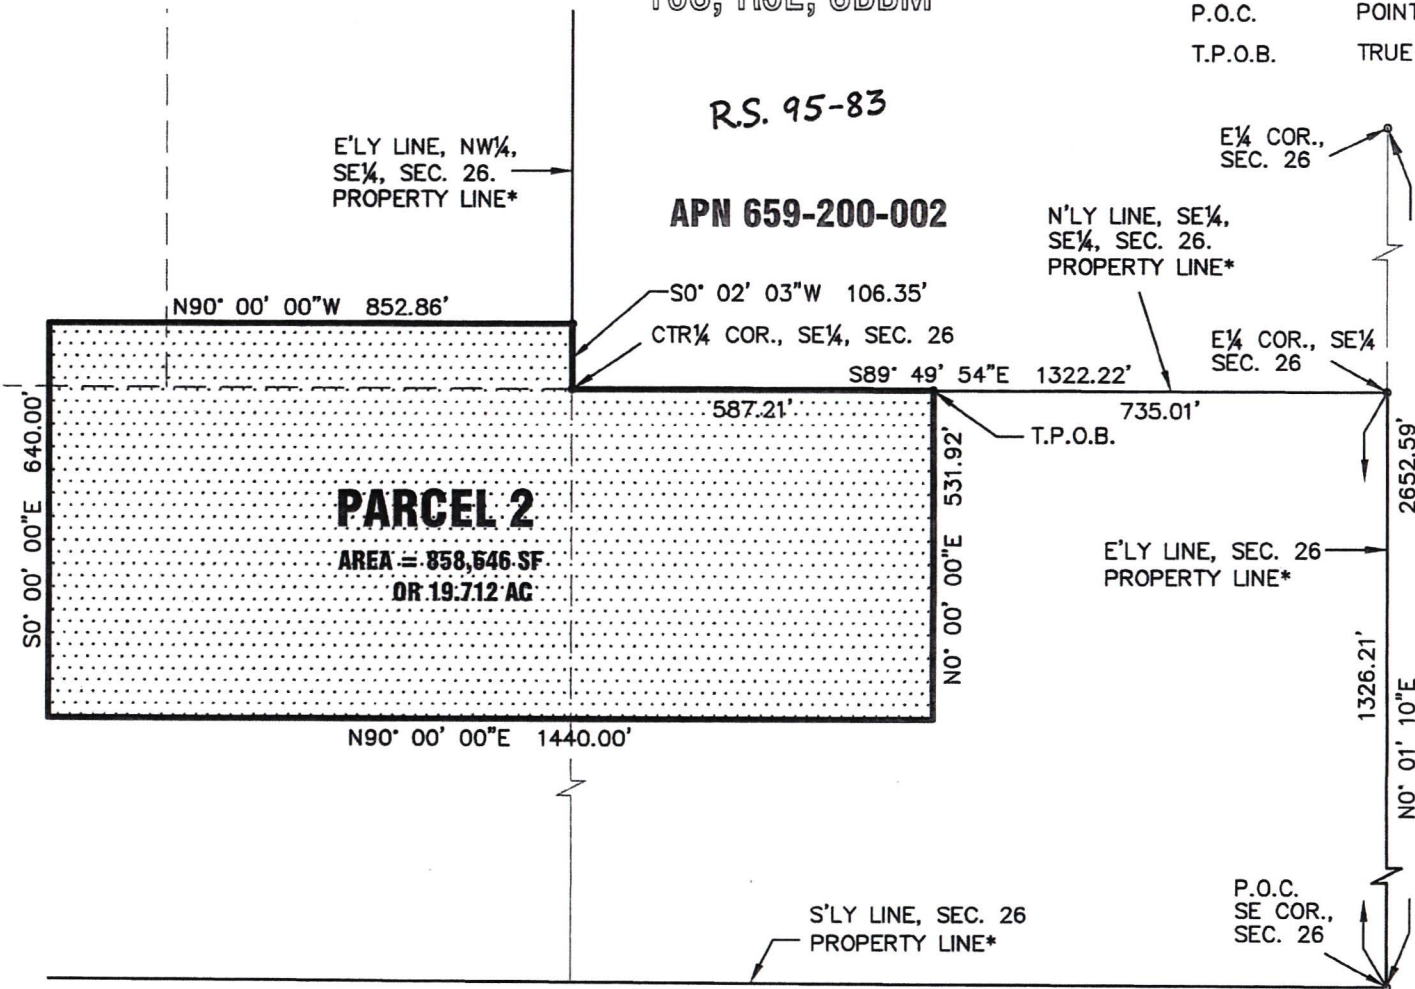 P.O.C. POINT
T.P.O.B. TRUE
R.S. 95-83
E¼ COR.,
SEC. 26
E'LY LINE, NW¼,
SE¼, SEC. 26.
PROPERTY LINE*
APN 659-200-002
N'LY LINE, SE¼,
SE¼, SEC. 26.
PROPERTY LINE*
N90° 00' 00"W 852.86'
S0° 02' 03"W 106.35'
CTR¼ COR., SE¼, SEC. 26
E¼ COR., SE¼
SEC. 26
S89° 49' 54"E 1322.22'
587.21'
735.01'
T.P.O.B.
S0° 00' 00"E 640.00'
N0° 00' 00"E 531.92'
2652.59'
PARCEL 2
AREA = 858,646 SF
OR 19.712 AC
E'LY LINE, SEC. 26
PROPERTY LINE*
1326.21'
N0° 01' 10"E
N90° 00' 00"E 1440.00'
P.O.C.
SE COR.,
SEC. 26
S'LY LINE, SEC. 26
PROPERTY LINE*